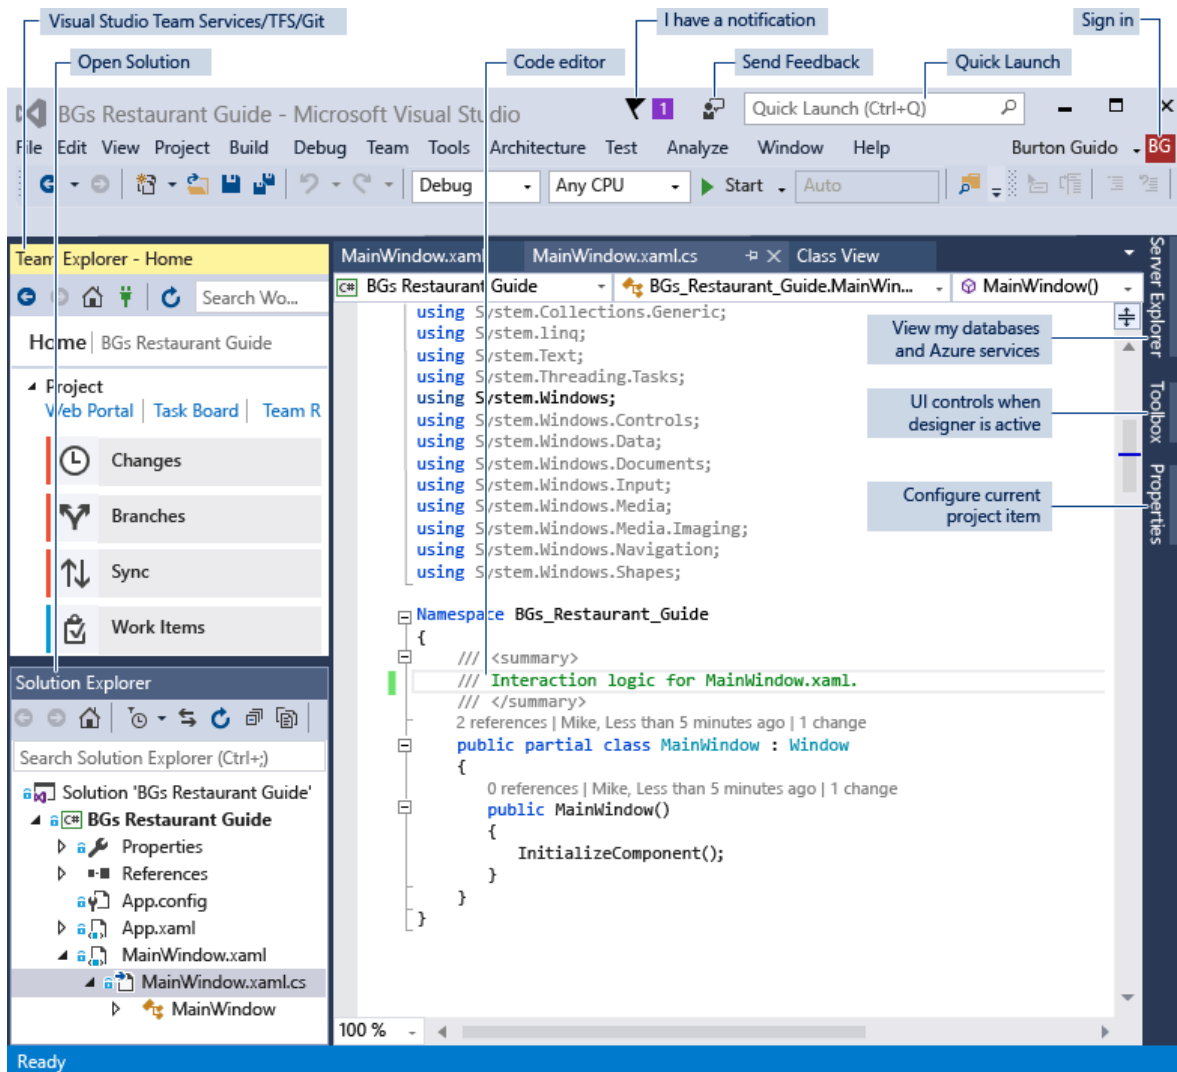 Visual Studio Team Services/TFS/Git
I have a notification
Sign in
Open Solution
Code editor
Send Feedback
Quick Launch
BGs Restaurant Guide - Microsoft Visual Studio
1
Quick Launch (Ctrl+Q)
File Edit View Project Build Debug Team Tools Architecture Test Analyze Window Help
Burton Guido BG
Debug
Any CPU
Start
Auto
Team Explorer - Home
Search Wo...
Home BGs Restaurant Guide
Project
Web Portal Task Board Team R
Changes
Branches
Sync
Work Items
Solution Explorer
Search Solution Explorer (Ctrl+;)
Solution 'BGs Restaurant Guide'
C# BGs Restaurant Guide
Properties
References
App.config
App.xaml
MainWindow.xaml
MainWindow.xaml.cs
MainWindow
MainWindow.xaml
MainWindow.xaml.cs
Class View
C# BGs Restaurant Guide
BGs_Restaurant_Guide.MainWin...
MainWindow()
using System.Collections.Generic;
using System.linq;
using System.Text;
using System.Threading.Tasks;
using System.Windows;
using System.Windows.Controls;
using System.Windows.Data;
using System.Windows.Documents;
using System.Windows.Input;
using System.Windows.Media;
using System.Windows.Media.Imaging;
using System.Windows.Navigation;
using System.Windows.Shapes;
Namespace BGs_Restaurant_Guide
{
/// <summary>
/// Interaction logic for MainWindow.xaml.
/// </summary>
2 references | Mike, Less than 5 minutes ago | 1 change
public partial class MainWindow : Window
{
0 references | Mike, Less than 5 minutes ago | 1 change
public MainWindow()
{
InitializeComponent();
}
}
}
100 %
View my databases
and Azure services
UI controls when
designer is active
Configure current
project item
Server Explorer
Toolbox
Properties
Ready